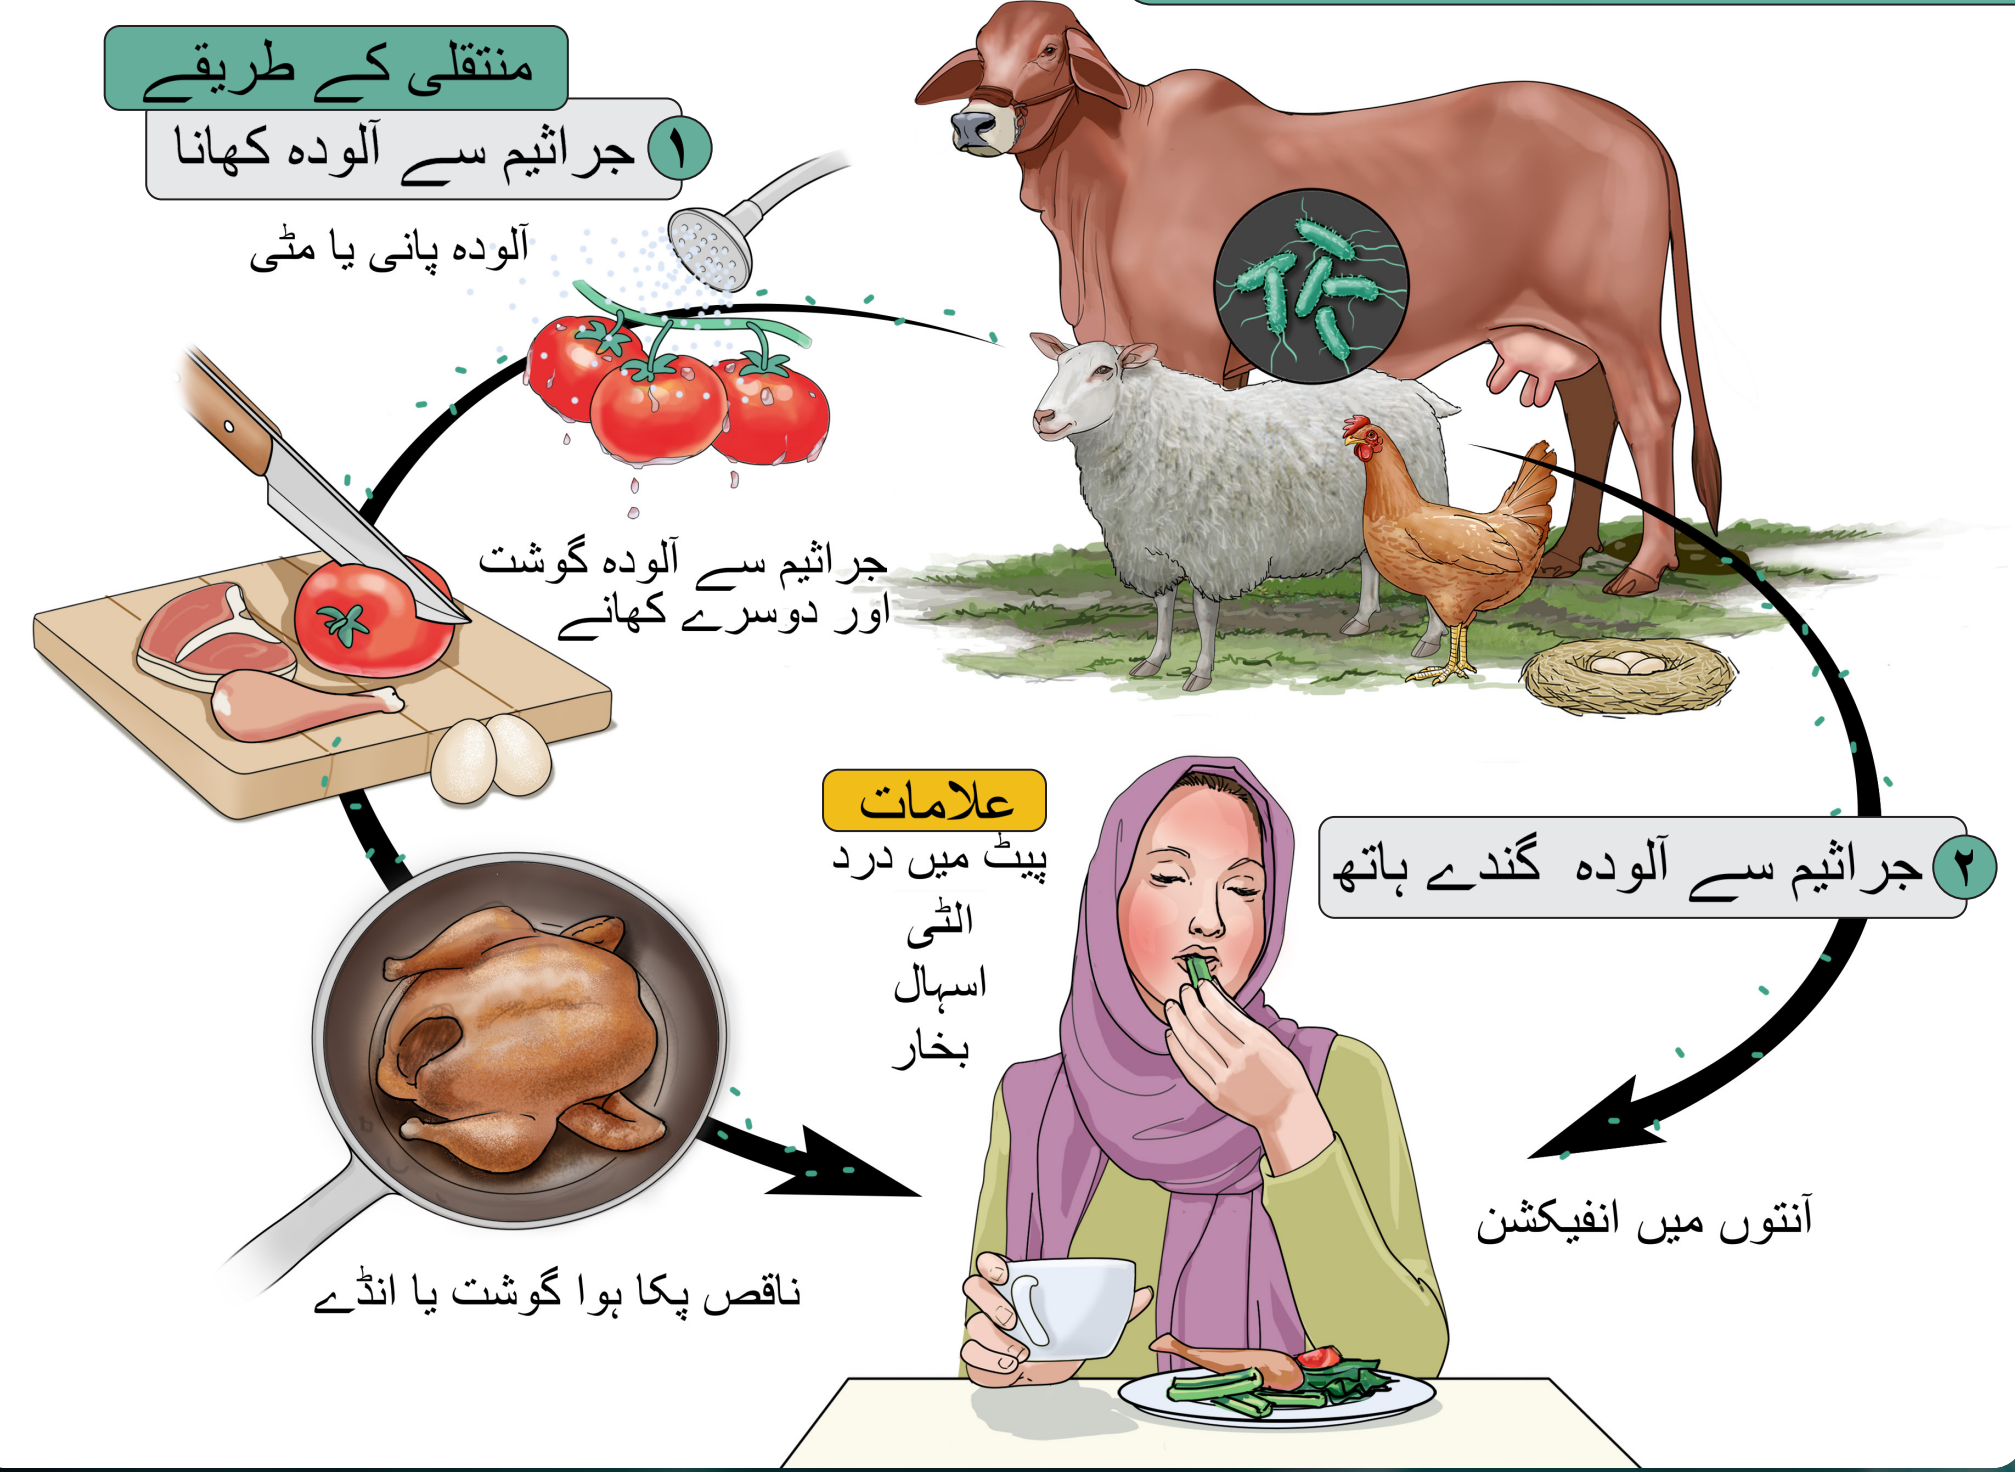 منتقلی کے طریقے
۱ جراثیم سے آلودہ کھانا
آلودہ پانی یا مٹی
جراثیم سے آلودہ گوشت
اور دوسرے کھانے
ناقص پکا ہوا گوشت یا انڈے
علامات
پیٹ میں درد
الٹی
اسہال
بخار
۲ جراثیم سے آلودہ گندے ہاتھ
آنتوں میں انفیکشن